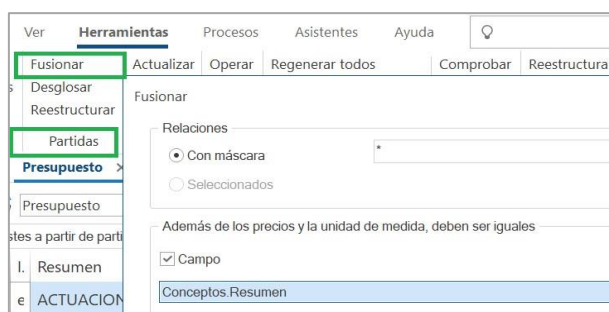 Ver Herramientas Procesos Asistentes Ayuda
Fusionar Actualizar Operar Regenerar todos Comprobar Reestructura
s Desglosar
Reestructurar
Partidas
Fusionar
Relaciones
Con máscara *
Seleccionados
Presupuesto ×
Presupuesto
Además de los precios y la unidad de medida, deben ser iguales
stes a partir de parti
Campo
I. Resumen
Conceptos.Resumen
e ACTUACION